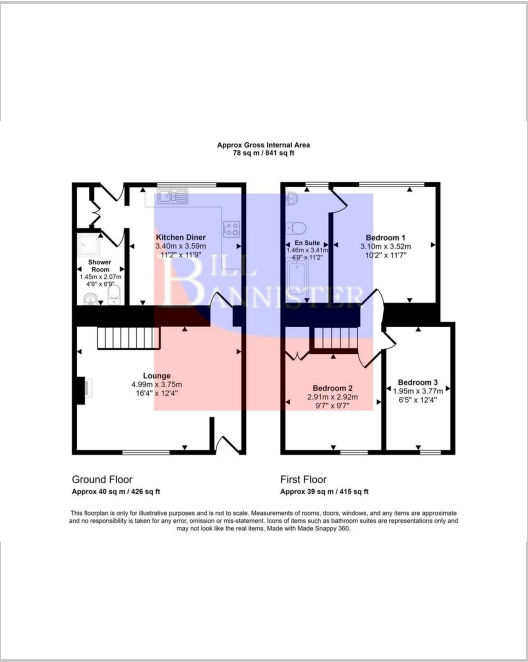 Approx Gross Internal Area
78 sq m / 841 sq ft
Kitchen Diner
3.40m x 3.59m
11'2" x 11'9"
Shower
Room
1.45m x 2.07m
4'9" x 6'9"
Lounge
4.99m x 3.75m
16'4" x 12'4"
En Suite
1.46m x 3.41m
4'9" x 11'2"
Bedroom 1
3.10m x 3.52m
10'2" x 11'7"
Bedroom 2
2.91m x 2.92m
9'7" x 9'7"
Bedroom 3
1.95m x 3.77m
6'5" x 12'4"
BILL
BANNISTER
Ground Floor
Approx 40 sq m / 426 sq ft
First Floor
Approx 39 sq m / 415 sq ft
This floorplan is only for illustrative purposes and is not to scale. Measurements of rooms, doors, windows, and any items are approximate
and no responsibility is taken for any error, omission or mis-statement. Icons of items such as bathroom suites are representations only and
may not look like the real items. Made with Made Snappy 360.